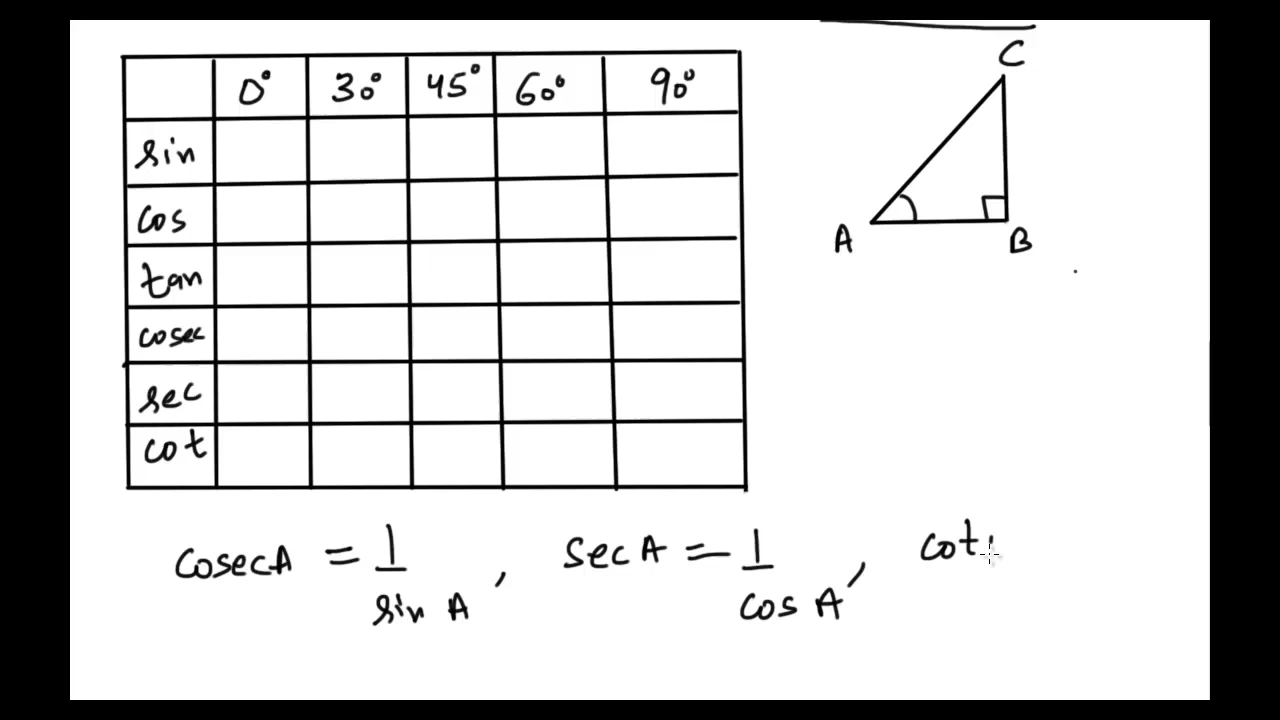 0° 30° 45° 60° 90°
sin
cos
tan
cosec
sec
cot
C
A
B
cosecA = 1/sin A , secA = 1/cos A , cot